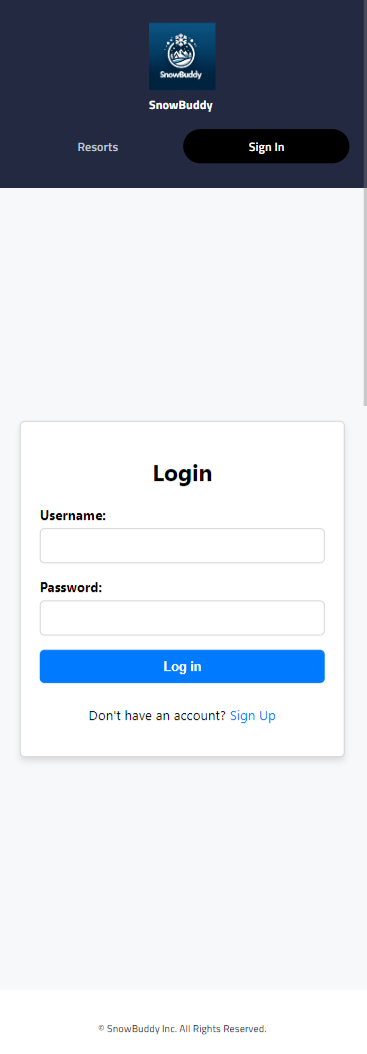 SnowBuddy
SnowBuddy
Resorts
Sign In
Login
Username:
Password:
Log in
Don't have an account? Sign Up
© SnowBuddy Inc. All Rights Reserved.